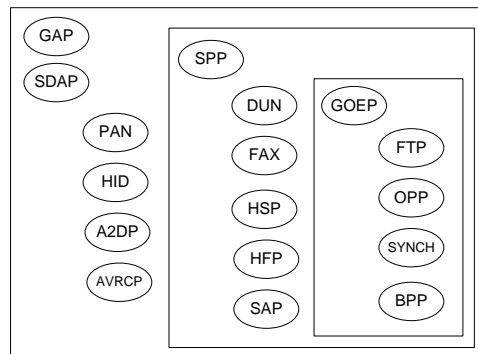 GAP
SDAP
PAN
HID
A2DP
AVRCP
SPP
DUN
FAX
HSP
HFP
SAP
GOEP
FTP
OPP
SYNCH
BPP